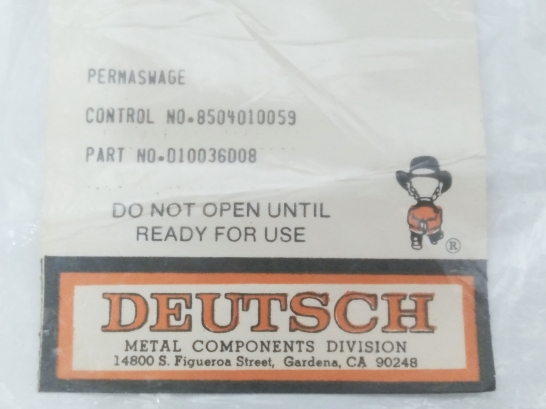 PERMASWAGE
CONTROL NO.8504010059
PART NO.D10036D08
DO NOT OPEN UNTIL
READY FOR USE
®
DEUTSCH
METAL COMPONENTS DIVISION
14800 S. Figueroa Street, Gardena, CA 90248